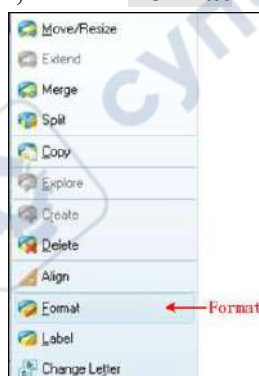 Move/Resize
Extend
Merge
Split
Copy
Explore
Create
Delete
Align
Format
Format
Label
Change Letter